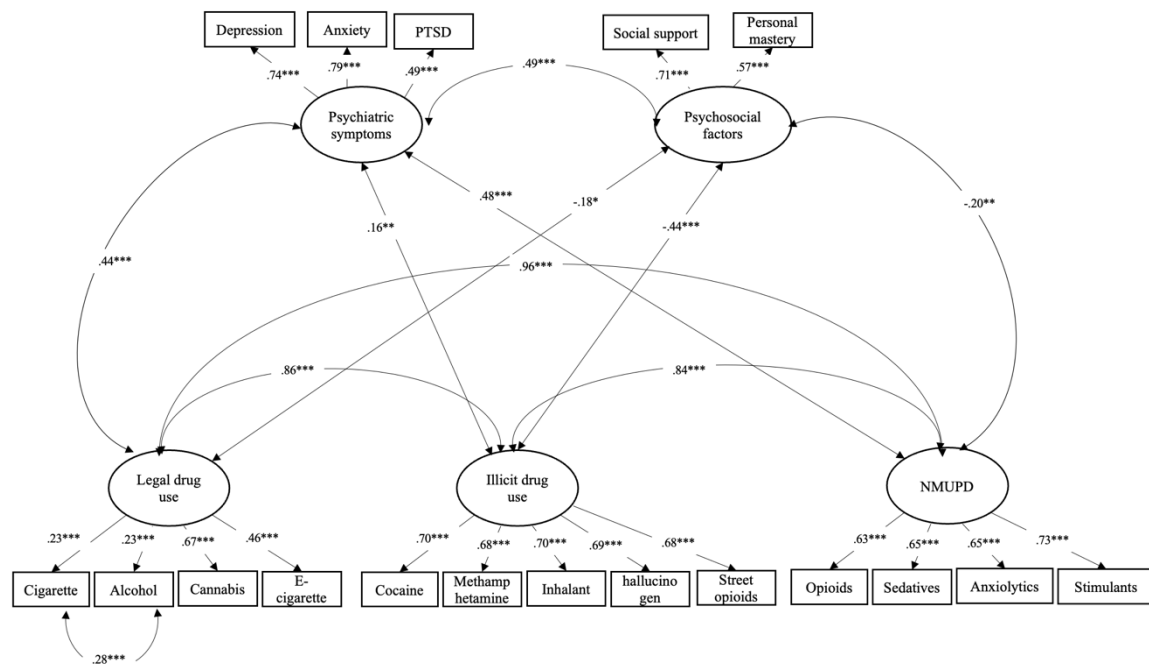 Depression
Anxiety
PTSD
Social support
Personal
mastery
.74***
.79***
.49***
.49***
.71***
.57***
Psychiatric
symptoms
Psychosocial
factors
.48***
-.18*
-.20**
.16**
-.44***
.44***
.96***
.86***
.84***
Legal drug
use
Illicit drug
use
NMUPD
.23***
.23***
.67***
.46***
.70***
.68***
.70***
.69***
.68***
.63***
.65***
.65***
.73***
Cigarette
Alcohol
Cannabis
E-
cigarette
Cocaine
Methamp
hetamine
Inhalant
hallucino
gen
Street
opioids
Opioids
Sedatives
Anxiolytics
Stimulants
.28***